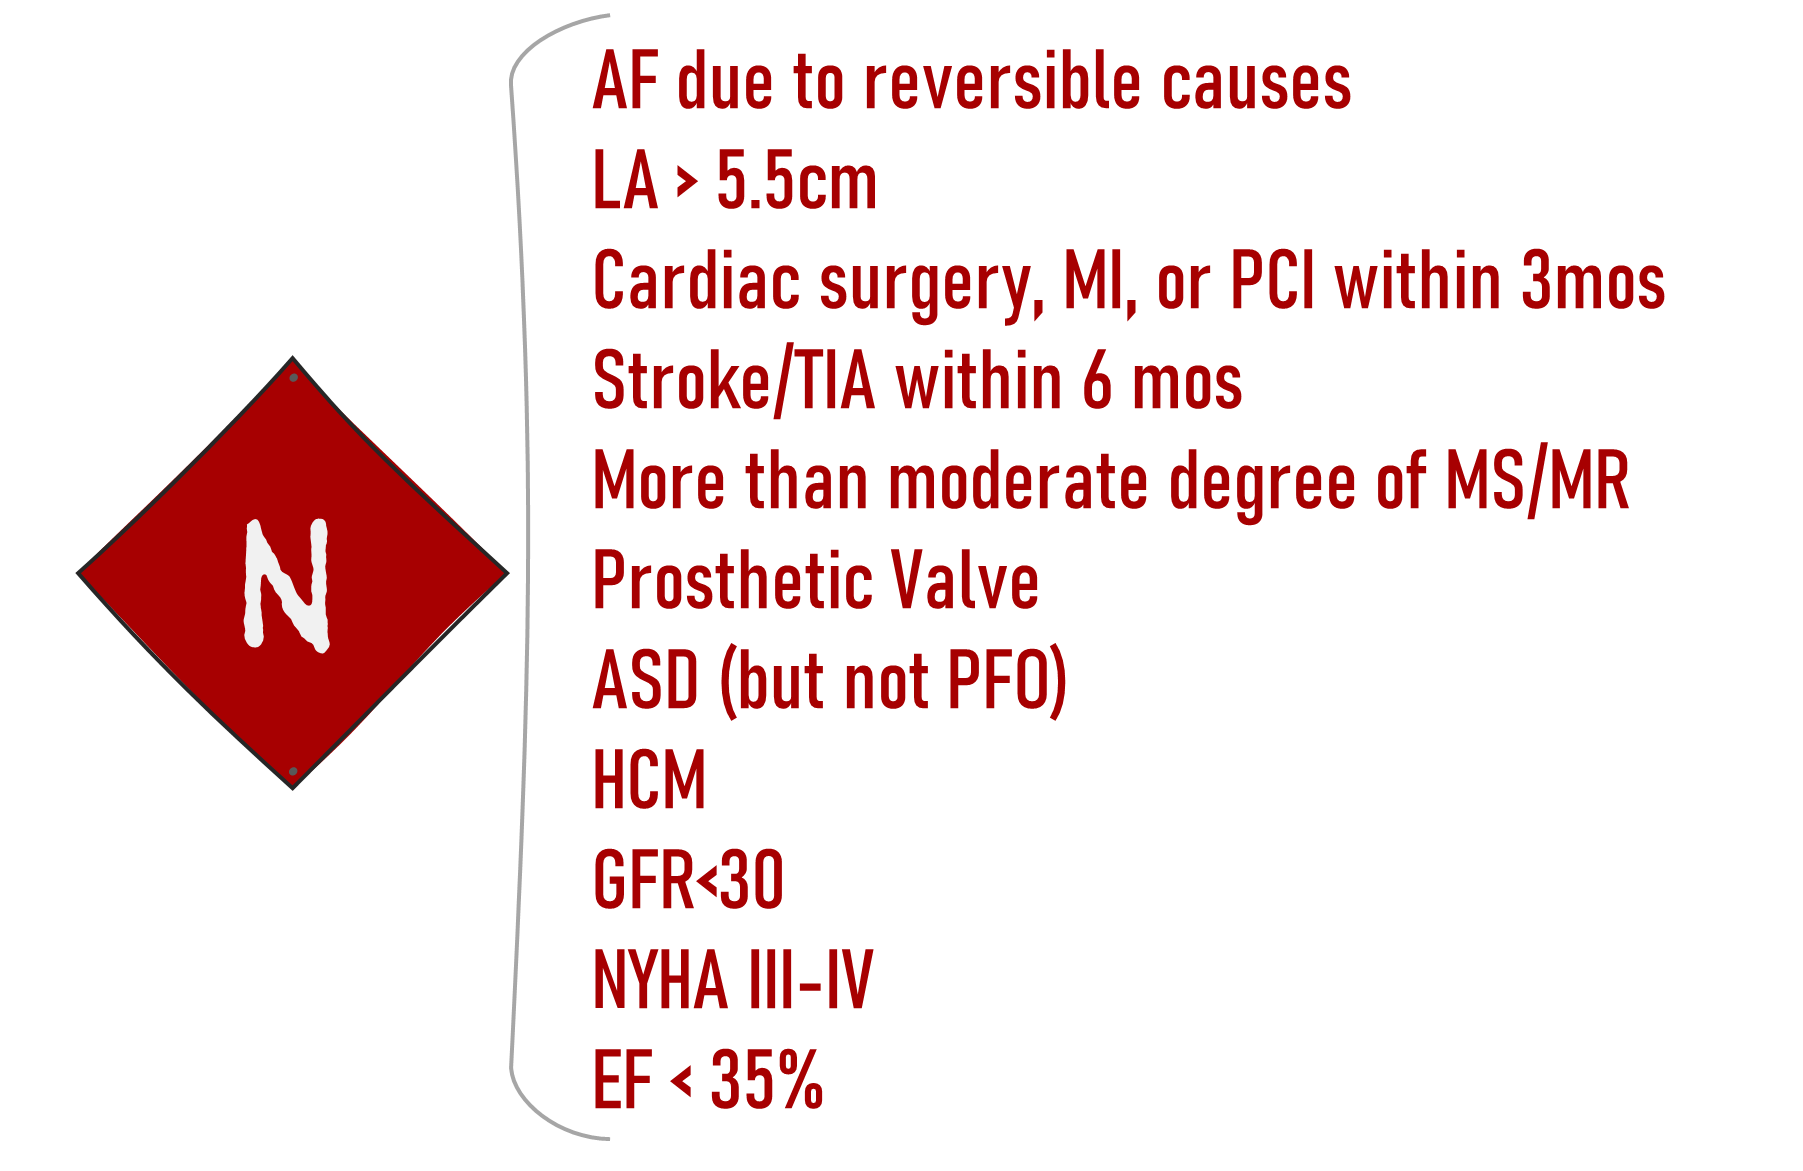 N
AF due to reversible causes
LA > 5.5cm
Cardiac surgery, MI, or PCI within 3mos
Stroke/TIA within 6 mos
More than moderate degree of MS/MR
Prosthetic Valve
ASD (but not PFO)
HCM
GFR<30
NYHA III-IV
EF < 35%